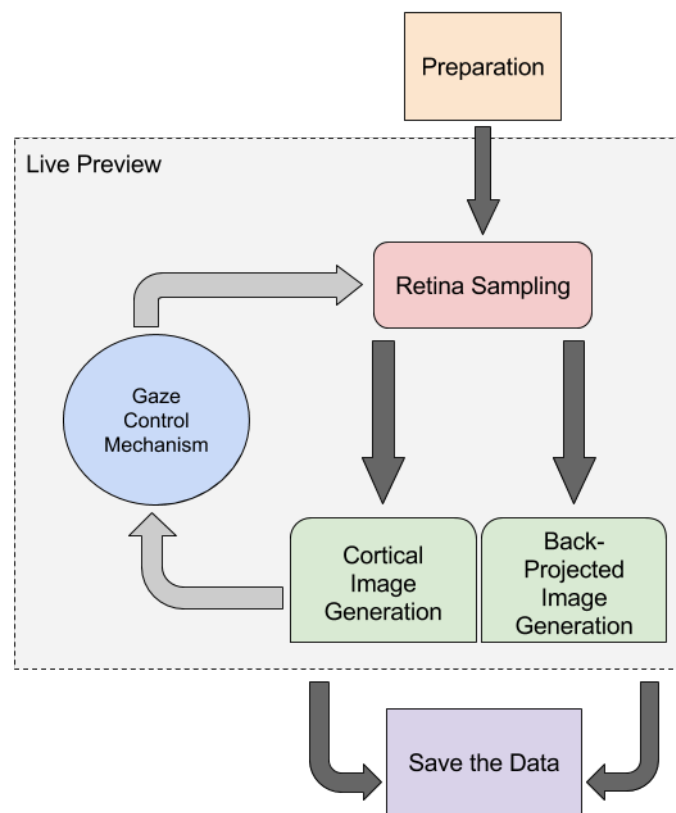 Preparation
Live Preview
Retina Sampling
Gaze
Control
Mechanism
Cortical
Image
Generation
Back-
Projected
Image
Generation
Save the Data